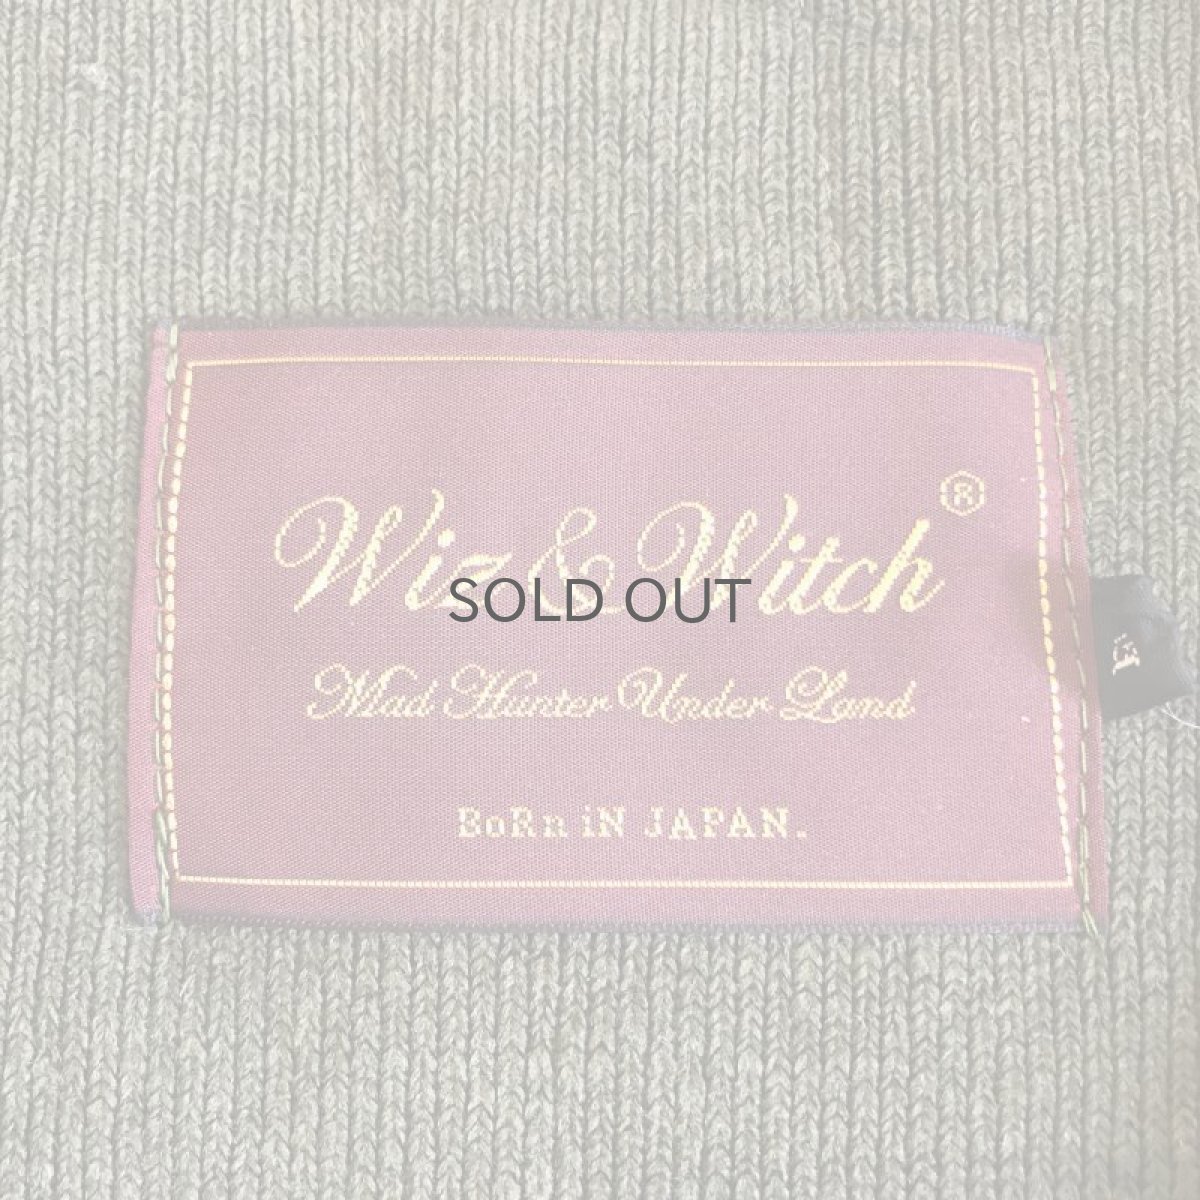 Wiz & Witch®
SOLD OUT
Mad Hunter Under Land
BoRn iN JAPAN.